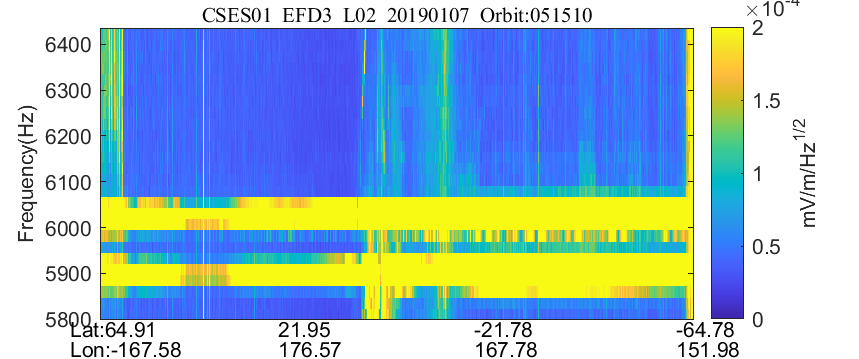 CSES01 EFD3 L02 20190107 Orbit:051510
×10⁻⁴
6400
6300
6200
6100
6000
5900
5800
Frequency(Hz)
Lat:64.91 21.95 -21.78 -64.78
Lon:-167.58 176.57 167.78 151.98
2
1.5
1
0.5
0
mV/m/Hz^1/2